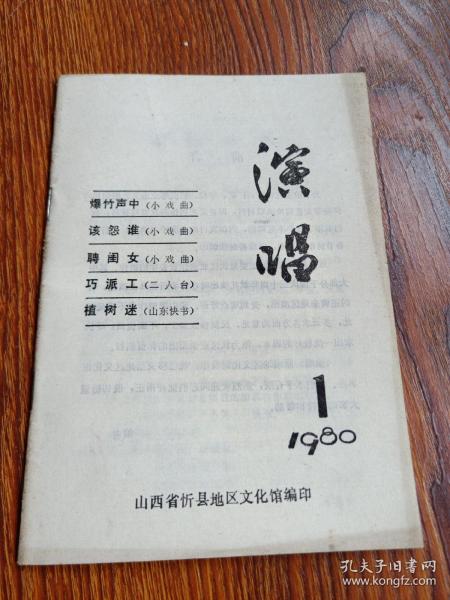 演唱
爆竹声中(小戏曲)
该怨谁(小戏曲)
聘闺女(小戏曲)
巧派工(二人台)
植树迷(山东快书)
1
1980
山西省忻县地区文化馆编印
孔夫子旧书网
www.kongfz.com